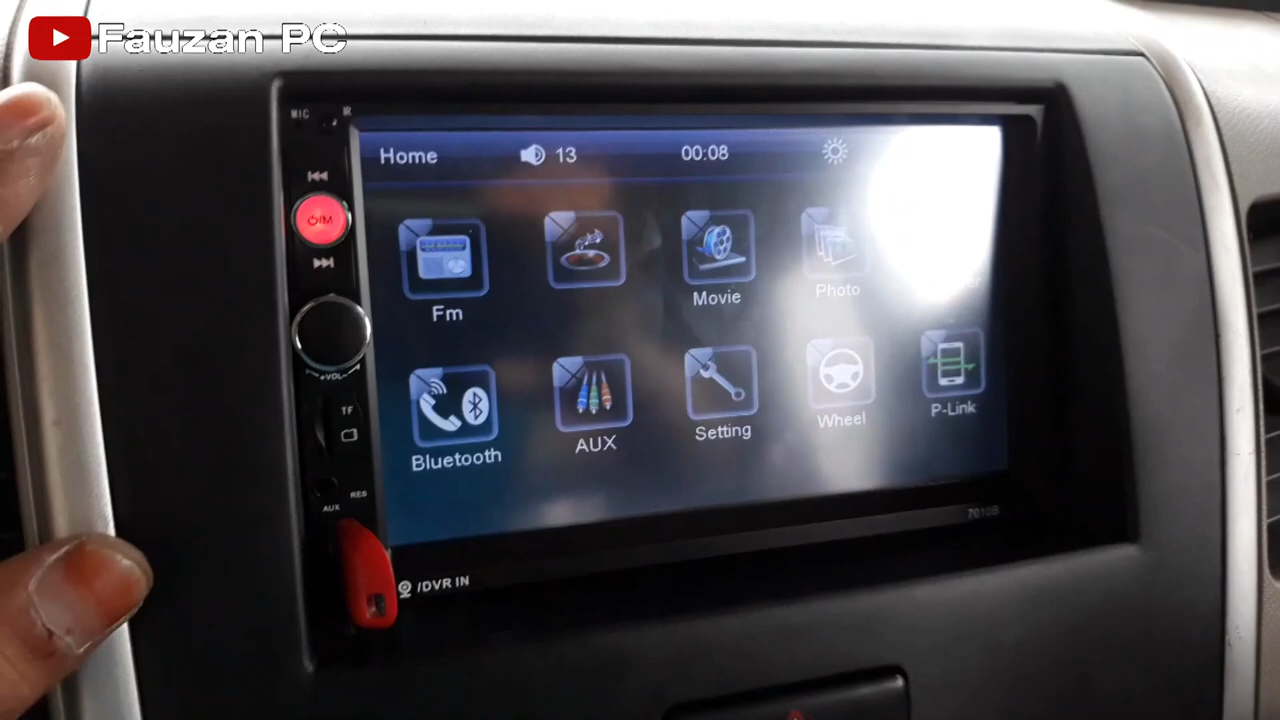 Fauzan PC
MIC
IR
Home
13
00:08
⏻/M
Fm
Movie
Photo
+VOL-
TF
Bluetooth
AUX
Setting
Wheel
P-Link
RES
AUX
7010B
/DVR IN